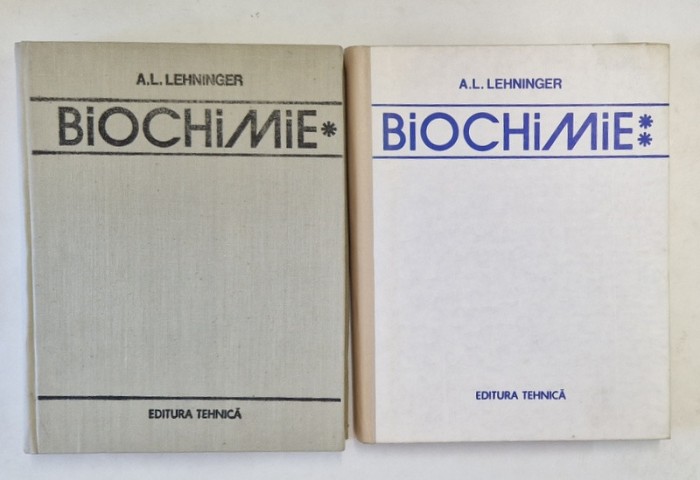 A.L. LEHNINGER
BiOCHiMiE*
EDITURA TEHNICĂ
A.L. LEHNINGER
BiOCHiMiE**
EDITURA TEHNICĂ